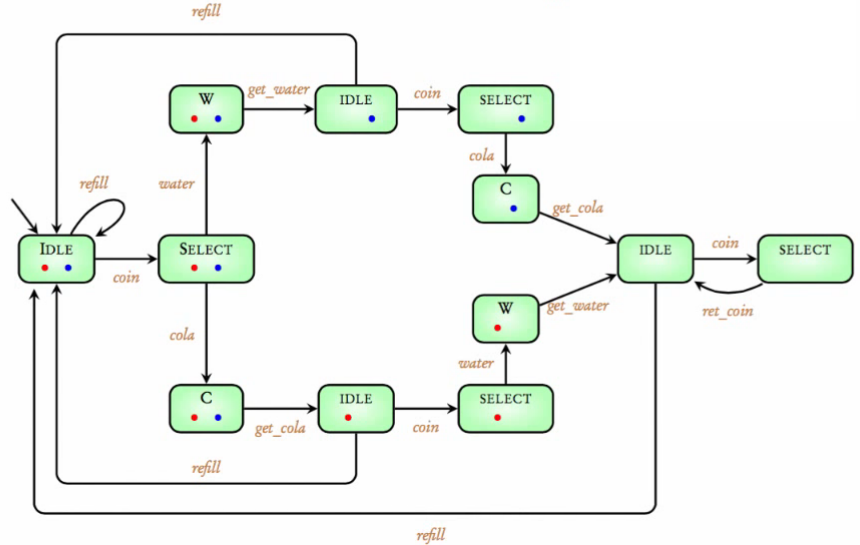 refill
W
get_water
IDLE
coin
SELECT
cola
refill
water
C
get_cola
IDLE
coin
SELECT
IDLE
coin
SELECT
ret_coin
W
get_water
cola
water
C
get_cola
IDLE
coin
SELECT
refill
refill